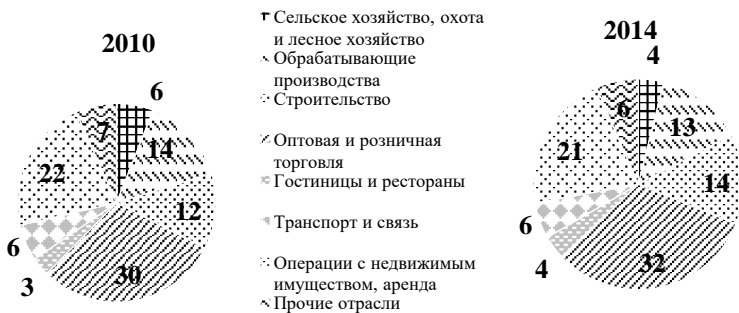 2010
6
14
12
30
3
6
22
7
Сельское хозяйство, охота
и лесное хозяйство
Обрабатывающие
производства
Строительство
Оптовая и розничная
торговля
Гостиницы и рестораны
Транспорт и связь
Операции с недвижимым
имуществом, аренда
Прочие отрасли
2014
4
13
14
32
4
6
21
6